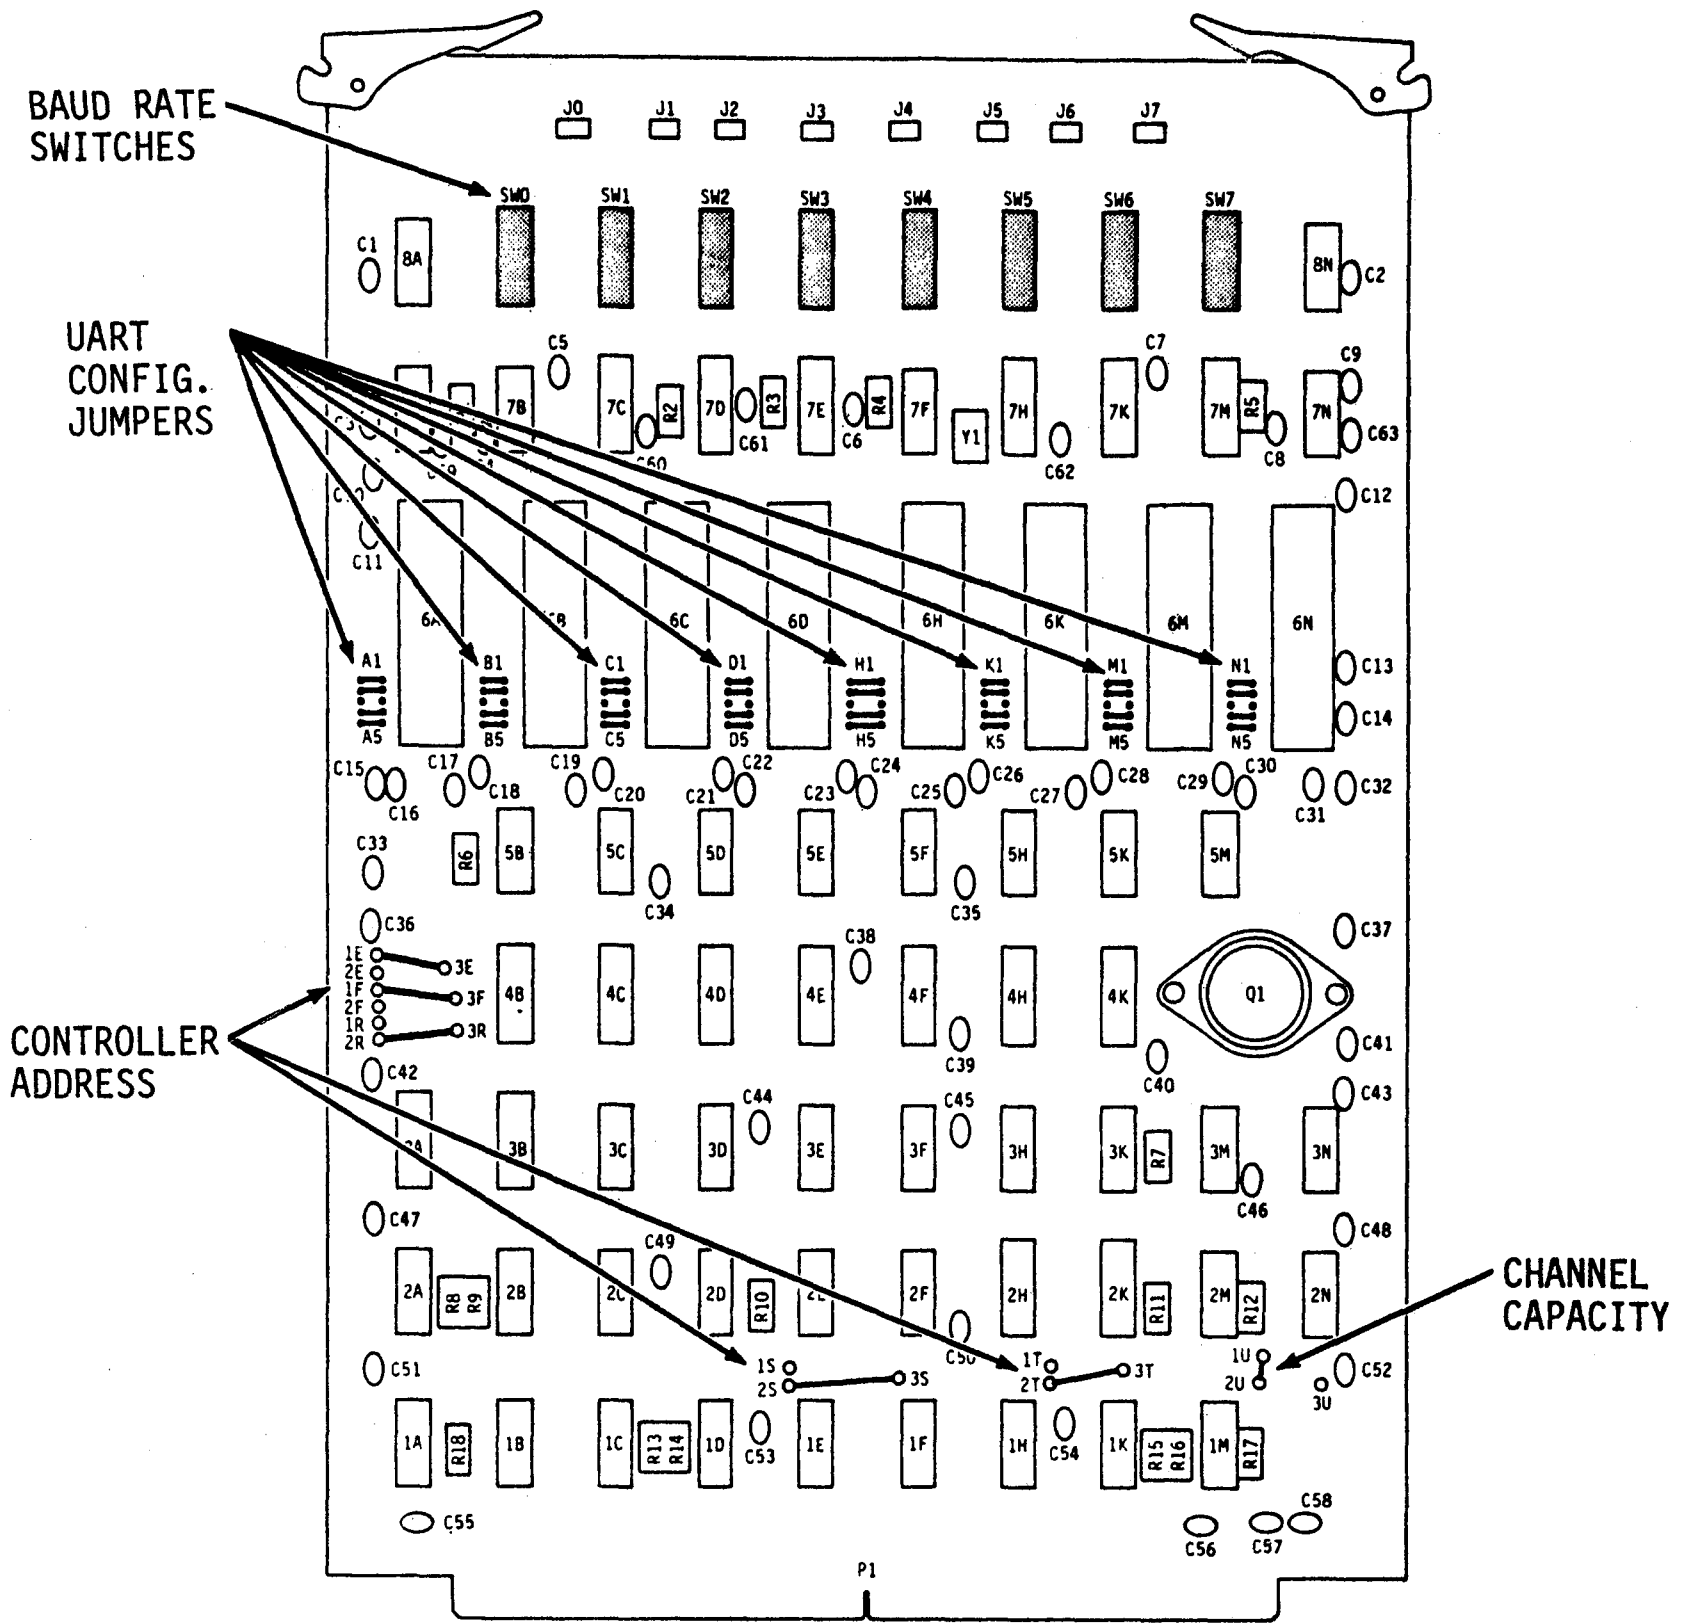 BAUD RATE
SWITCHES
J0 J1 J2 J3 J4 J5 J6 J7
SW0 SW1 SW2 SW3 SW4 SW5 SW6 SW7
C1 8A 8N C2
UART
CONFIG.
JUMPERS
C5 C7 C9
7B 7C R2 7D R3 7E R4 7F Y1 7H 7K 7M R5 7N
C60 C61 C6 C62 C8 C63
C12
C11
6C 6D 6H 6K 6M 6N
A1 B1 C1 D1 H1 K1 M1 N1 C13
C14
A5 B5 C5 D5 H5 K5 M5 N5
C15 C17 C19 C22 C24 C26 C28 C29 C30
C16 C18 C20 C21 C23 C25 C27 C31 C32
C33 R6 5B 5C 5D 5E 5F 5H 5K 5M
C34 C35
C36 C38 C37
1E 3E
2E
1F 3F 4B 4C 4D 4E 4F 4H 4K Q1
2F
1R 3R
2R
C39 C40 C41
CONTROLLER
ADDRESS
C42 C44 C45 C43
3B 3C 3D 3E 3F 3H 3K R7 3M 3N
C46
C47 C49 C48
2A R8 R9 2B 2D R10 2F 2H 2K R11 2M R12 2N
CHANNEL
CAPACITY
C50
C51 1S 1T 3T 1U C52
2S 3S 2T 2U 3U
1A R18 1B 1C R13 R14 1D C53 1E 1F 1H C54 1K R15 R16 1M R17
C55 C56 C57 C58
P1